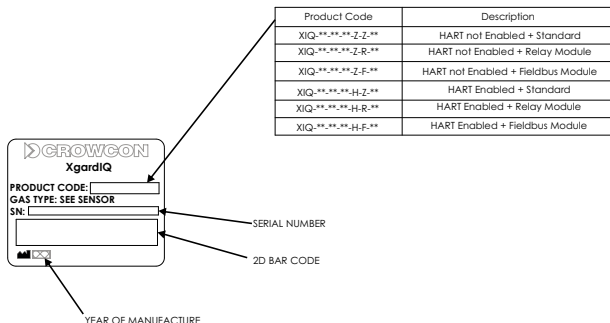 Product Code Description
XIQ-**-**-**-Z-Z-** HART not Enabled + Standard
XIQ-**-**-**-Z-R-** HART not Enabled + Relay Module
XIQ-**-**-**-Z-F-** HART not Enabled + Fieldbus Module
XIQ-**-**-**-H-Z-** HART Enabled + Standard
XIQ-**-**-**-H-R-** HART Enabled + Relay Module
XIQ-**-**-**-H-F-** HART Enabled + Fieldbus Module
CROWCON
XgardIQ
PRODUCT CODE:
GAS TYPE: SEE SENSOR
SN:
SERIAL NUMBER
2D BAR CODE
YEAR OF MANUFACTURE